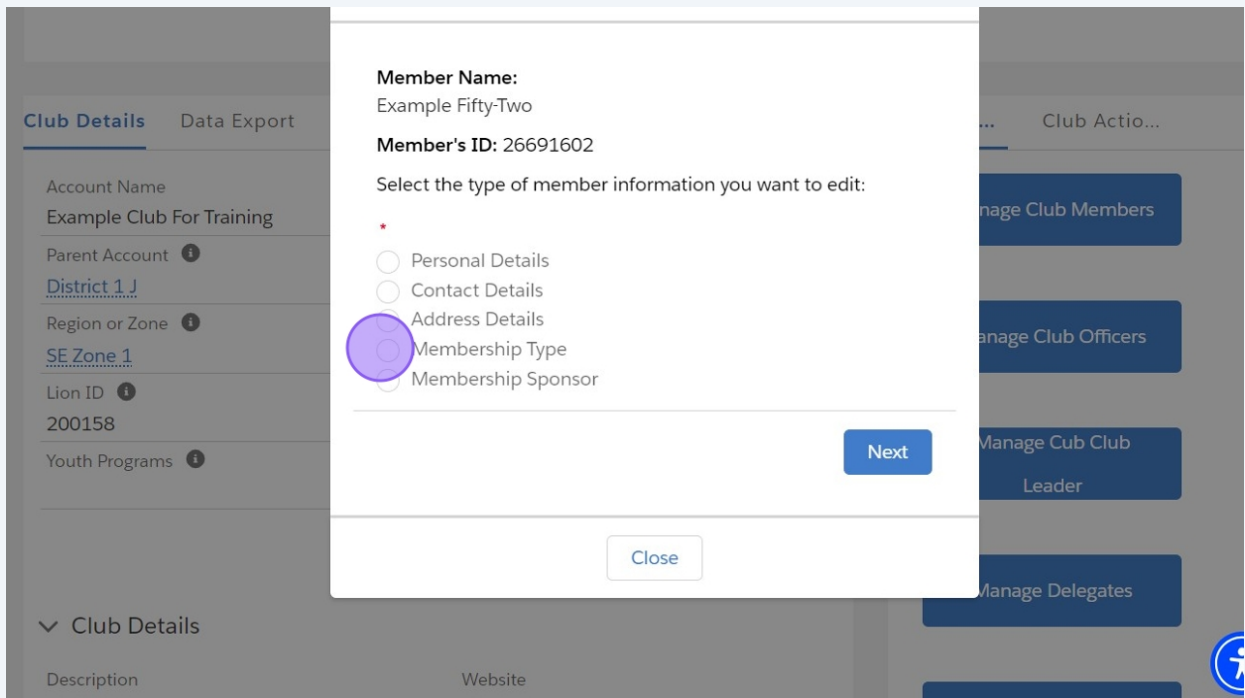 Member Name:
Example Fifty-Two
Member's ID: 26691602
Select the type of member information you want to edit:
*
Personal Details
Contact Details
Address Details
Membership Type
Membership Sponsor
Next
Close
Club Details Data Export
Account Name
Example Club For Training
Parent Account
District 1 J
Region or Zone
SE Zone 1
Lion ID
200158
Youth Programs
Club Details
Description Website
... Club Actio...
nage Club Members
anage Club Officers
Manage Cub Club
Leader
Manage Delegates